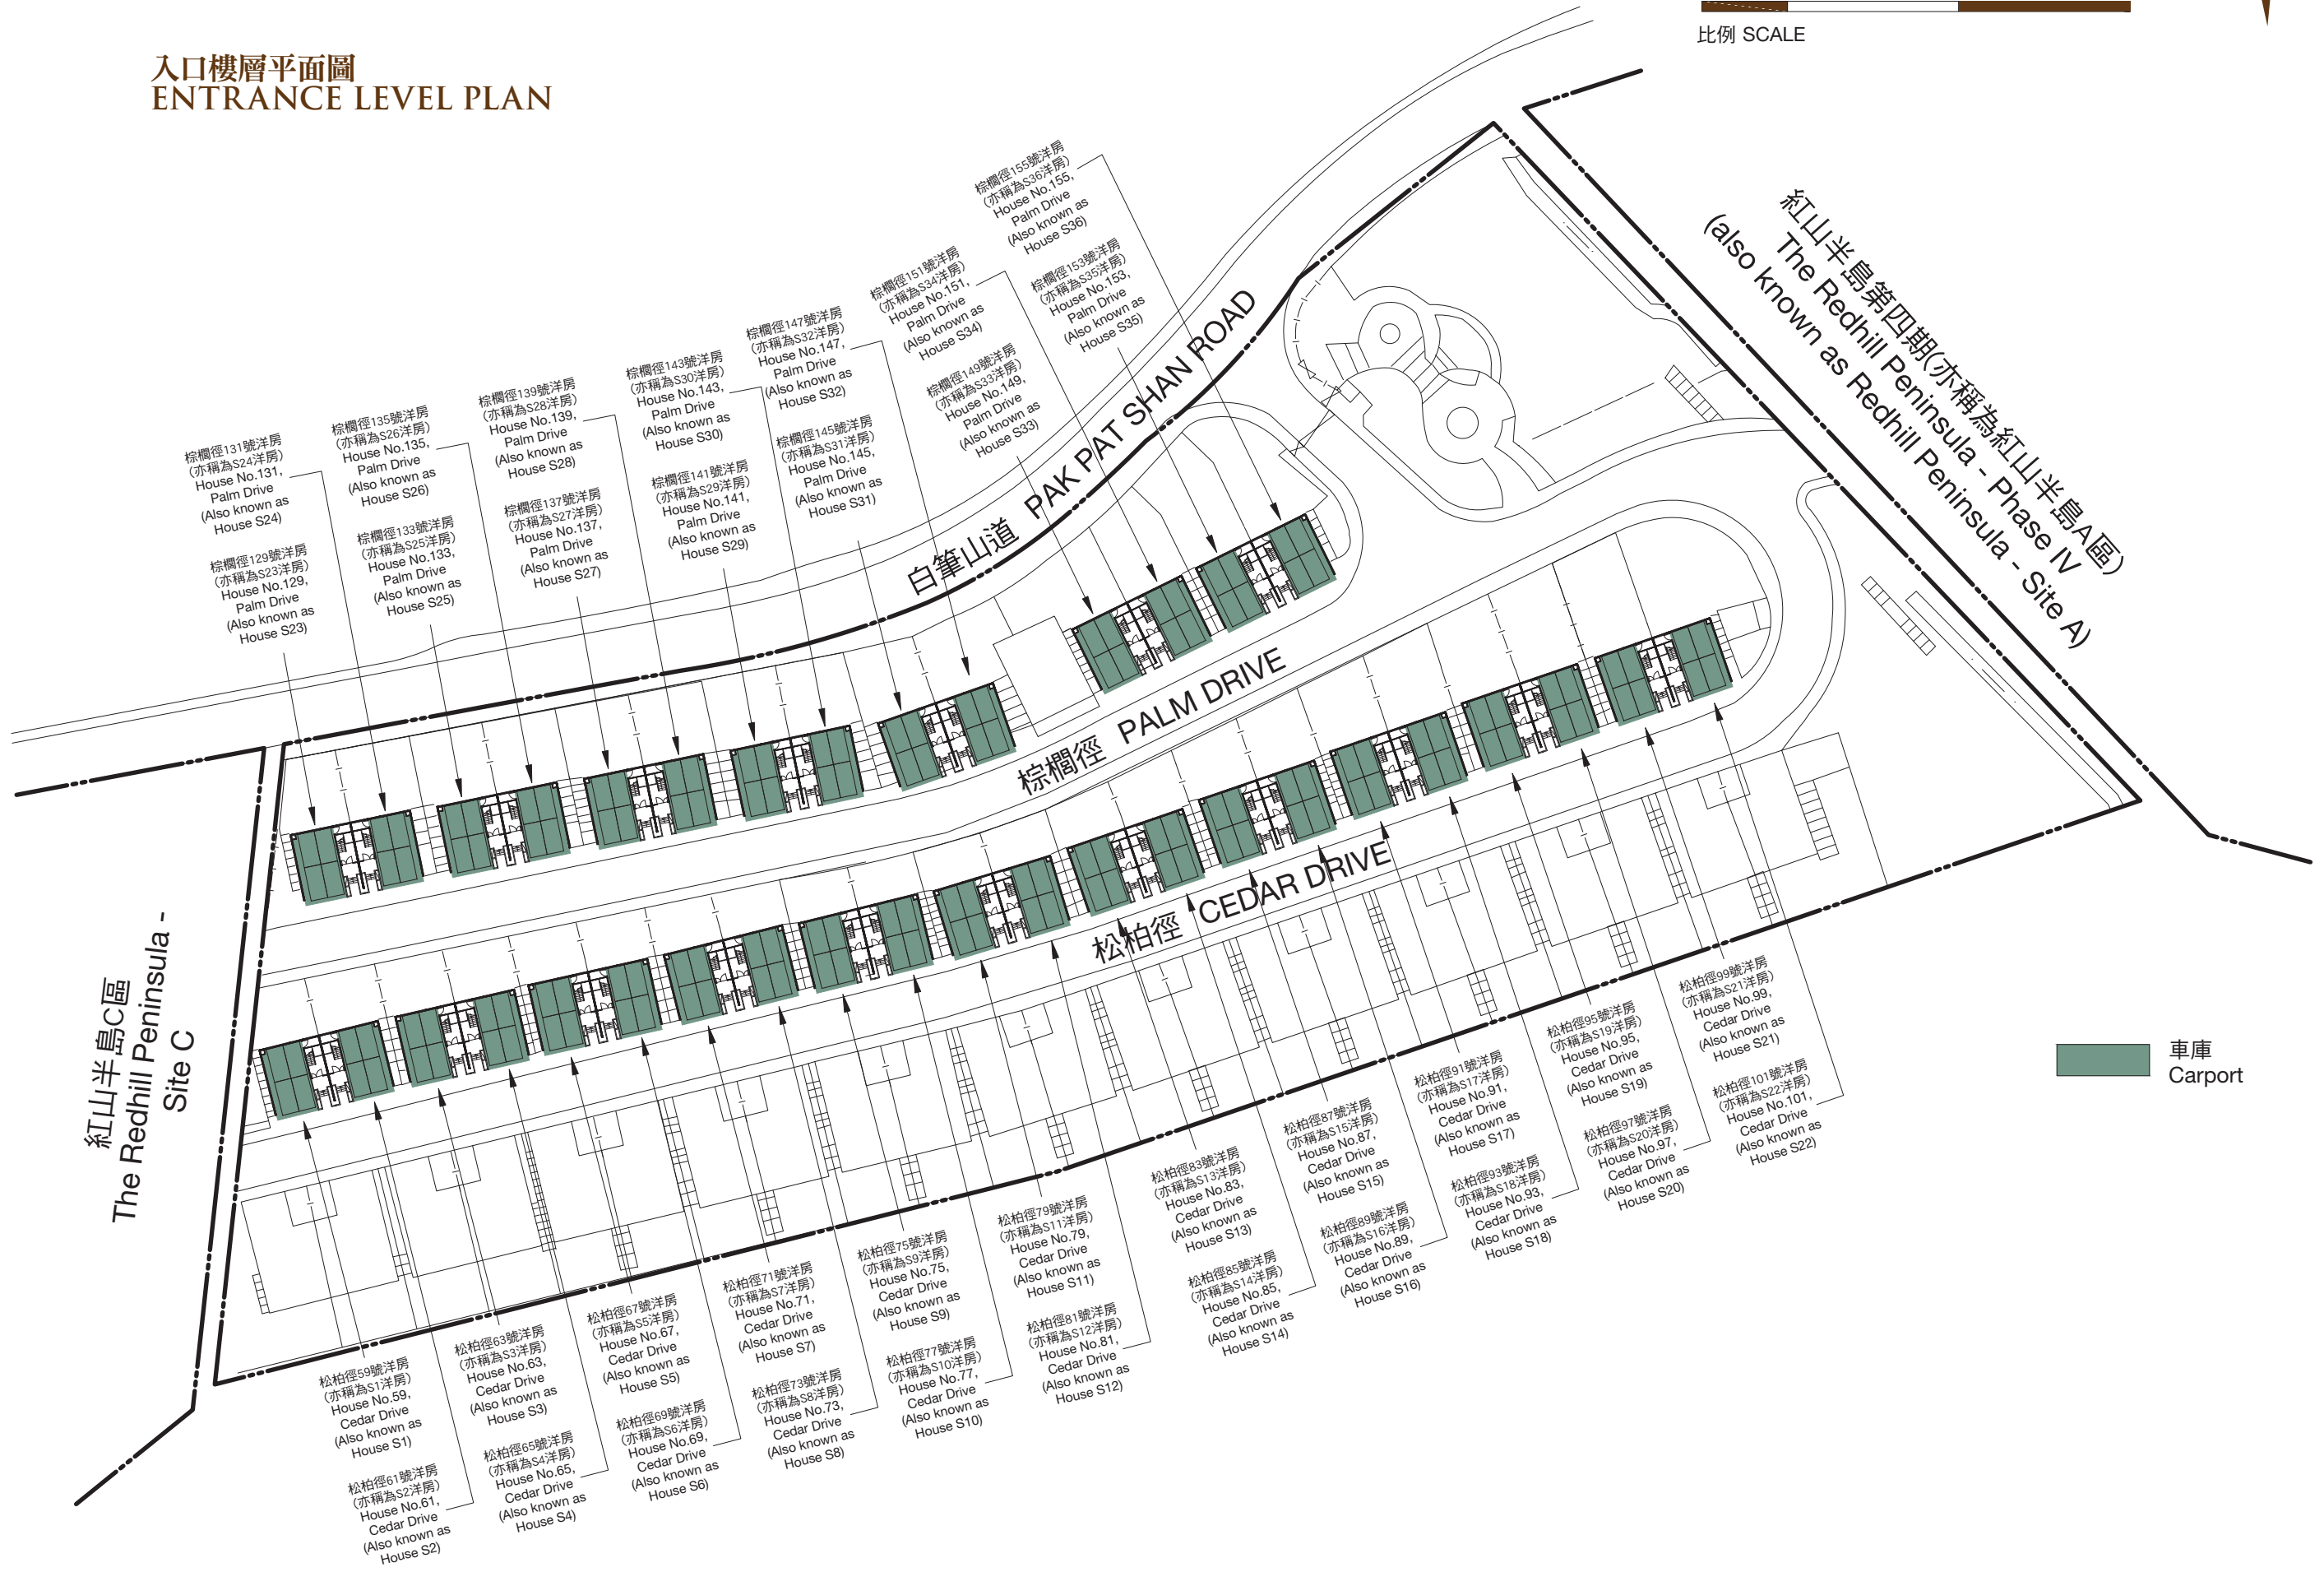 比例 SCALE
入口樓層平面圖
ENTRANCE LEVEL PLAN
棕櫚徑155號洋房
(亦稱為S36洋房)
House No.155,
Palm Drive
(Also known as
House S36)
棕櫚徑153號洋房
(亦稱為S35洋房)
House No.153,
Palm Drive
(Also known as
House S35)
棕櫚徑151號洋房
(亦稱為S34洋房)
House No.151,
Palm Drive
(Also known as
House S34)
棕櫚徑149號洋房
(亦稱為S33洋房)
House No.149,
Palm Drive
(Also known as
House S33)
棕櫚徑147號洋房
(亦稱為S32洋房)
House No.147,
Palm Drive
(Also known as
House S32)
棕櫚徑145號洋房
(亦稱為S31洋房)
House No.145,
Palm Drive
(Also known as
House S31)
棕櫚徑143號洋房
(亦稱為S30洋房)
House No.143,
Palm Drive
(Also known as
House S30)
棕櫚徑141號洋房
(亦稱為S29洋房)
House No.141,
Palm Drive
(Also known as
House S29)
棕櫚徑139號洋房
(亦稱為S28洋房)
House No.139,
Palm Drive
(Also known as
House S28)
棕櫚徑137號洋房
(亦稱為S27洋房)
House No.137,
Palm Drive
(Also known as
House S27)
棕櫚徑135號洋房
(亦稱為S26洋房)
House No.135,
Palm Drive
(Also known as
House S26)
棕櫚徑133號洋房
(亦稱為S25洋房)
House No.133,
Palm Drive
(Also known as
House S25)
棕櫚徑131號洋房
(亦稱為S24洋房)
House No.131,
Palm Drive
(Also known as
House S24)
棕櫚徑129號洋房
(亦稱為S23洋房)
House No.129,
Palm Drive
(Also known as
House S23)
白筆山道 PAK PAT SHAN ROAD
紅山半島第四期(亦稱為紅山半島A區)
The Redhill Peninsula - Phase IV
(also known as Redhill Peninsula - Site A)
棕櫚徑 PALM DRIVE
松柏徑 CEDAR DRIVE
紅山半島C區
The Redhill Peninsula -
Site C
車庫
Carport
松柏徑59號洋房
(亦稱為S1洋房)
House No.59,
Cedar Drive
(Also known as
House S1)
松柏徑61號洋房
(亦稱為S2洋房)
House No.61,
Cedar Drive
(Also known as
House S2)
松柏徑63號洋房
(亦稱為S3洋房)
House No.63,
Cedar Drive
(Also known as
House S3)
松柏徑65號洋房
(亦稱為S4洋房)
House No.65,
Cedar Drive
(Also known as
House S4)
松柏徑67號洋房
(亦稱為S5洋房)
House No.67,
Cedar Drive
(Also known as
House S5)
松柏徑69號洋房
(亦稱為S6洋房)
House No.69,
Cedar Drive
(Also known as
House S6)
松柏徑71號洋房
(亦稱為S7洋房)
House No.71,
Cedar Drive
(Also known as
House S7)
松柏徑73號洋房
(亦稱為S8洋房)
House No.73,
Cedar Drive
(Also known as
House S8)
松柏徑75號洋房
(亦稱為S9洋房)
House No.75,
Cedar Drive
(Also known as
House S9)
松柏徑77號洋房
(亦稱為S10洋房)
House No.77,
Cedar Drive
(Also known as
House S10)
松柏徑79號洋房
(亦稱為S11洋房)
House No.79,
Cedar Drive
(Also known as
House S11)
松柏徑81號洋房
(亦稱為S12洋房)
House No.81,
Cedar Drive
(Also known as
House S12)
松柏徑83號洋房
(亦稱為S13洋房)
House No.83,
Cedar Drive
(Also known as
House S13)
松柏徑85號洋房
(亦稱為S14洋房)
House No.85,
Cedar Drive
(Also known as
House S14)
松柏徑87號洋房
(亦稱為S15洋房)
House No.87,
Cedar Drive
(Also known as
House S15)
松柏徑89號洋房
(亦稱為S16洋房)
House No.89,
Cedar Drive
(Also known as
House S16)
松柏徑91號洋房
(亦稱為S17洋房)
House No.91,
Cedar Drive
(Also known as
House S17)
松柏徑93號洋房
(亦稱為S18洋房)
House No.93,
Cedar Drive
(Also known as
House S18)
松柏徑95號洋房
(亦稱為S19洋房)
House No.95,
Cedar Drive
(Also known as
House S19)
松柏徑97號洋房
(亦稱為S20洋房)
House No.97,
Cedar Drive
(Also known as
House S20)
松柏徑99號洋房
(亦稱為S21洋房)
House No.99,
Cedar Drive
(Also known as
House S21)
松柏徑101號洋房
(亦稱為S22洋房)
House No.101,
Cedar Drive
(Also known as
House S22)